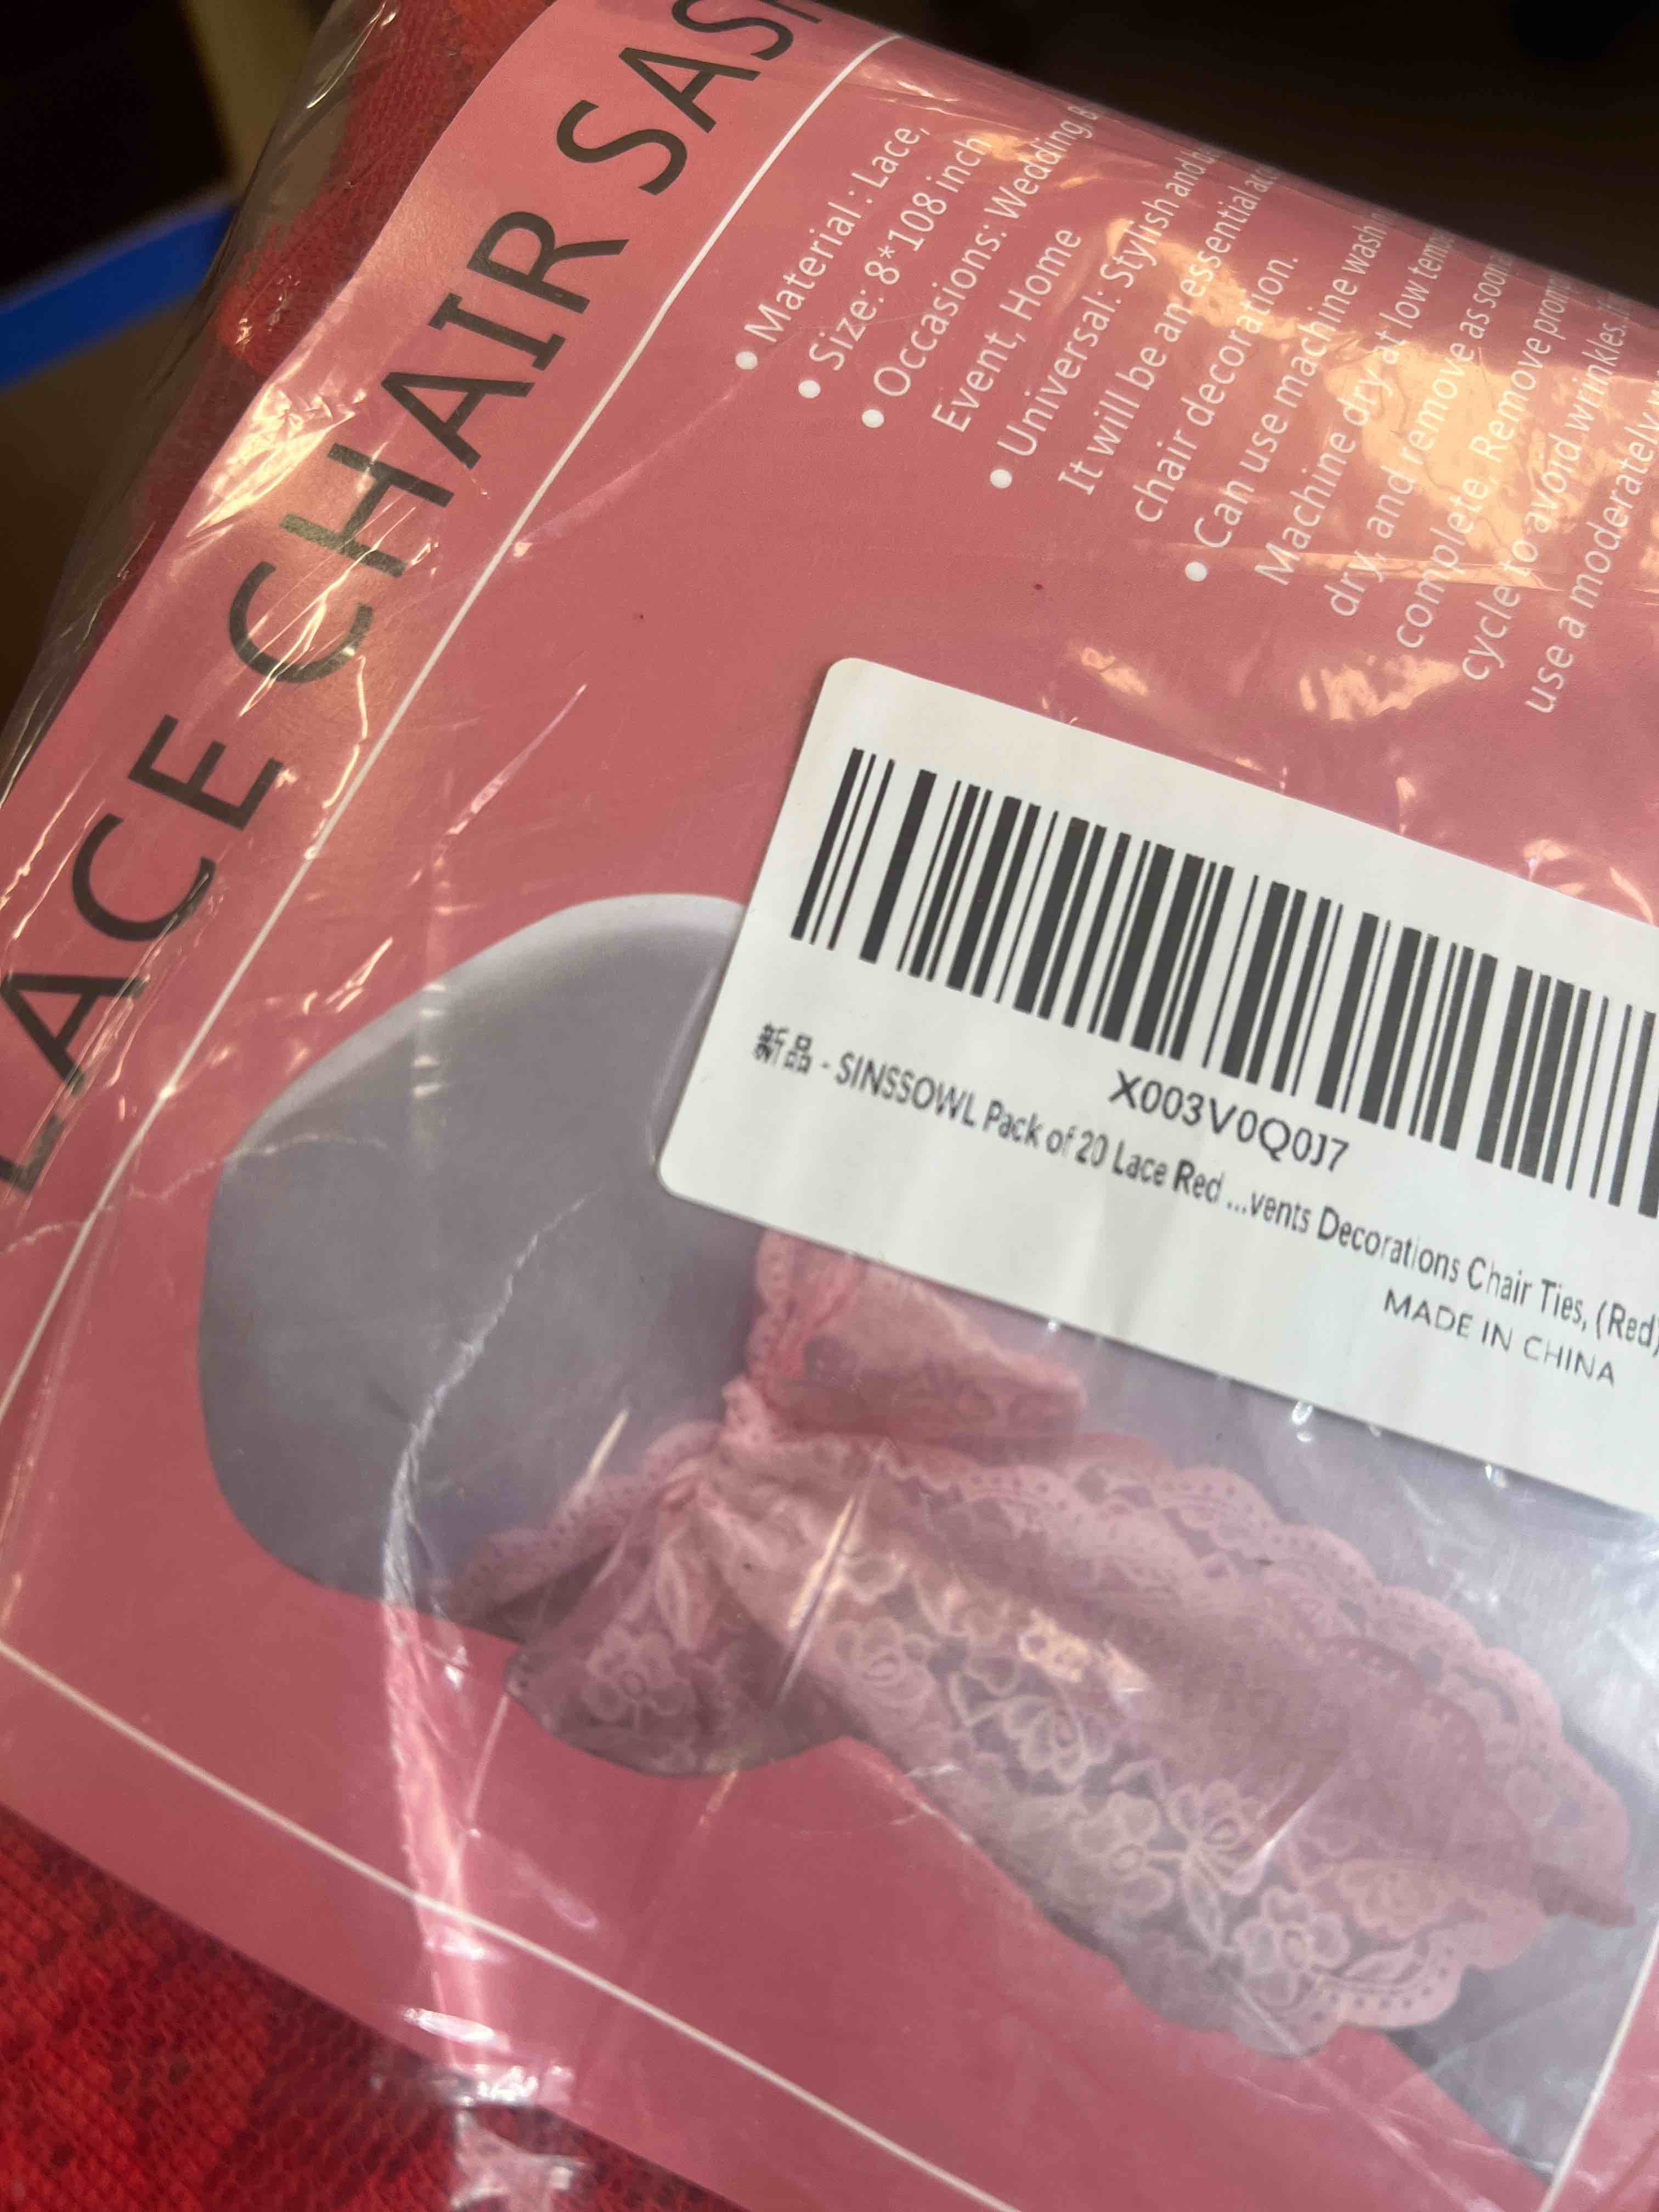 LACE CHAIR
• Material : Lace,
• Size: 8*108 inch
• Occasions: Wedding,
Event, Home
• Universal: Stylish and
It will be an essential
chair decoration.
• Can use machine
Machine dry at low
dry, and remove as soon
complete. Remove
cycle to avoid wrinkles.
use a moderately
X003V0Q0J7
新品 - SINSSOWL Pack of 20 Lace Red ...vents Decorations Chair Ties, (Red)
MADE IN CHINA